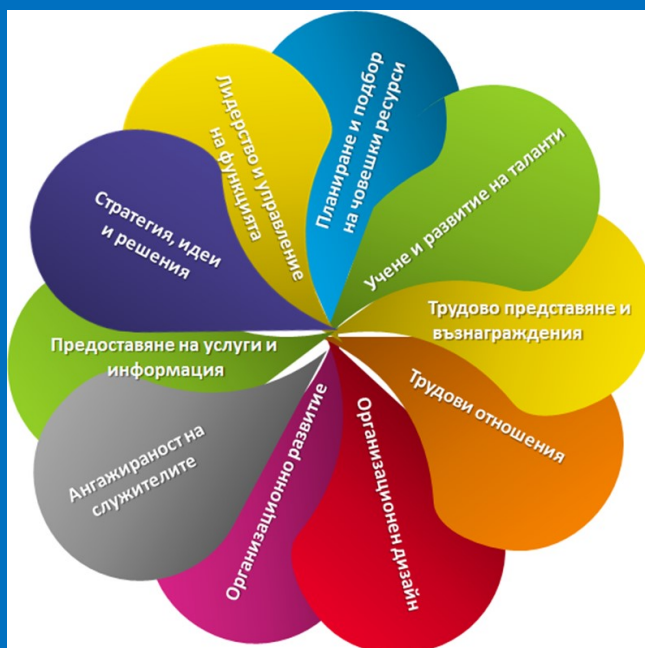 Планиране и подбор
на човешки ресурси
Учене и развитие на таланти
Трудово представяне и
възнаграждения
Трудови отношения
Организационен дизайн
Организационно развитие
Ангажираност на
служителите
Предоставяне на услуги и
информация
Стратегия, идеи
и решения
Лидерство и управление
на функцията